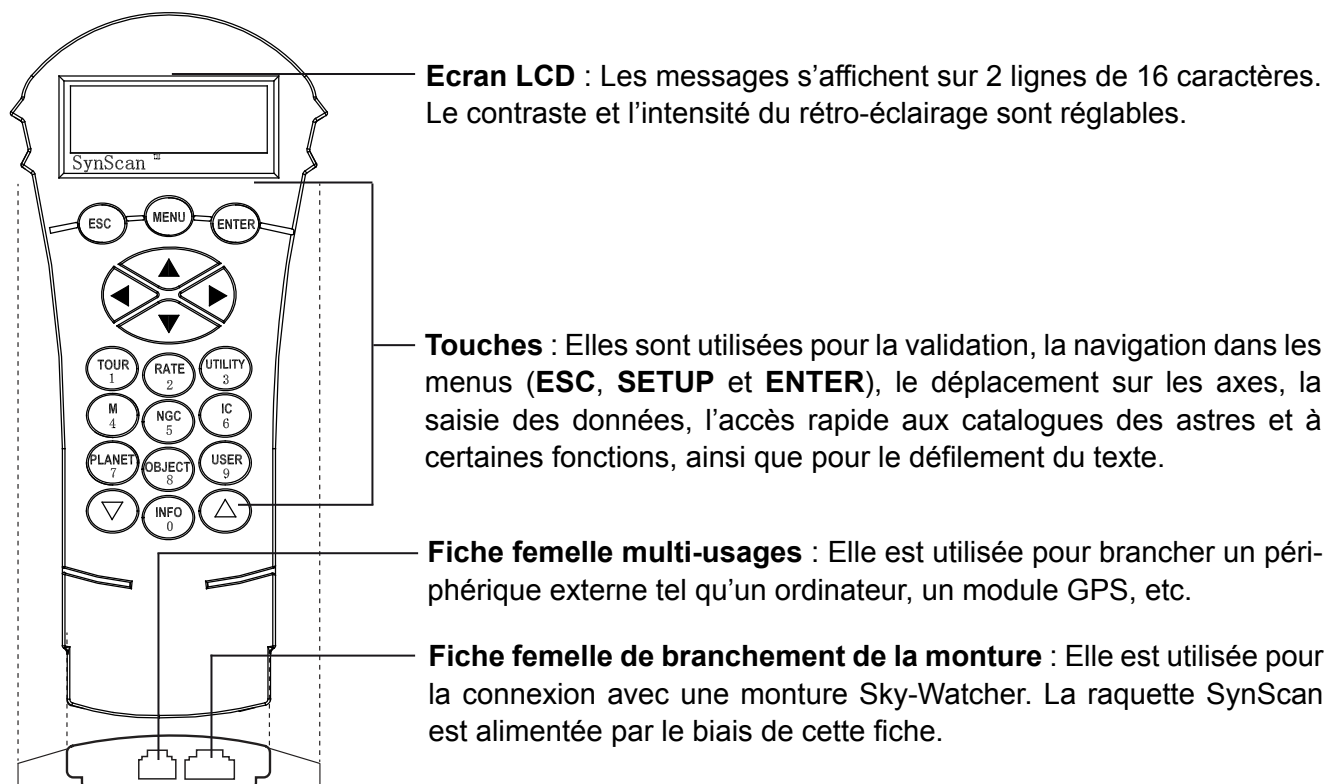 Ecran LCD : Les messages s’affichent sur 2 lignes de 16 caractères.
Le contraste et l’intensité du rétro-éclairage sont réglables.
SynScan
ESC
MENU
ENTER
TOUR
1
RATE
2
UTILITY
3
M
4
NGC
5
IC
6
PLANET
7
OBJECT
8
USER
9
INFO
0
Touches : Elles sont utilisées pour la validation, la navigation dans les
menus (ESC, SETUP et ENTER), le déplacement sur les axes, la
saisie des données, l’accès rapide aux catalogues des astres et à
certaines fonctions, ainsi que pour le défilement du texte.
Fiche femelle multi-usages : Elle est utilisée pour brancher un péri-
phérique externe tel qu’un ordinateur, un module GPS, etc.
Fiche femelle de branchement de la monture : Elle est utilisée pour
la connexion avec une monture Sky-Watcher. La raquette SynScan
est alimentée par le biais de cette fiche.